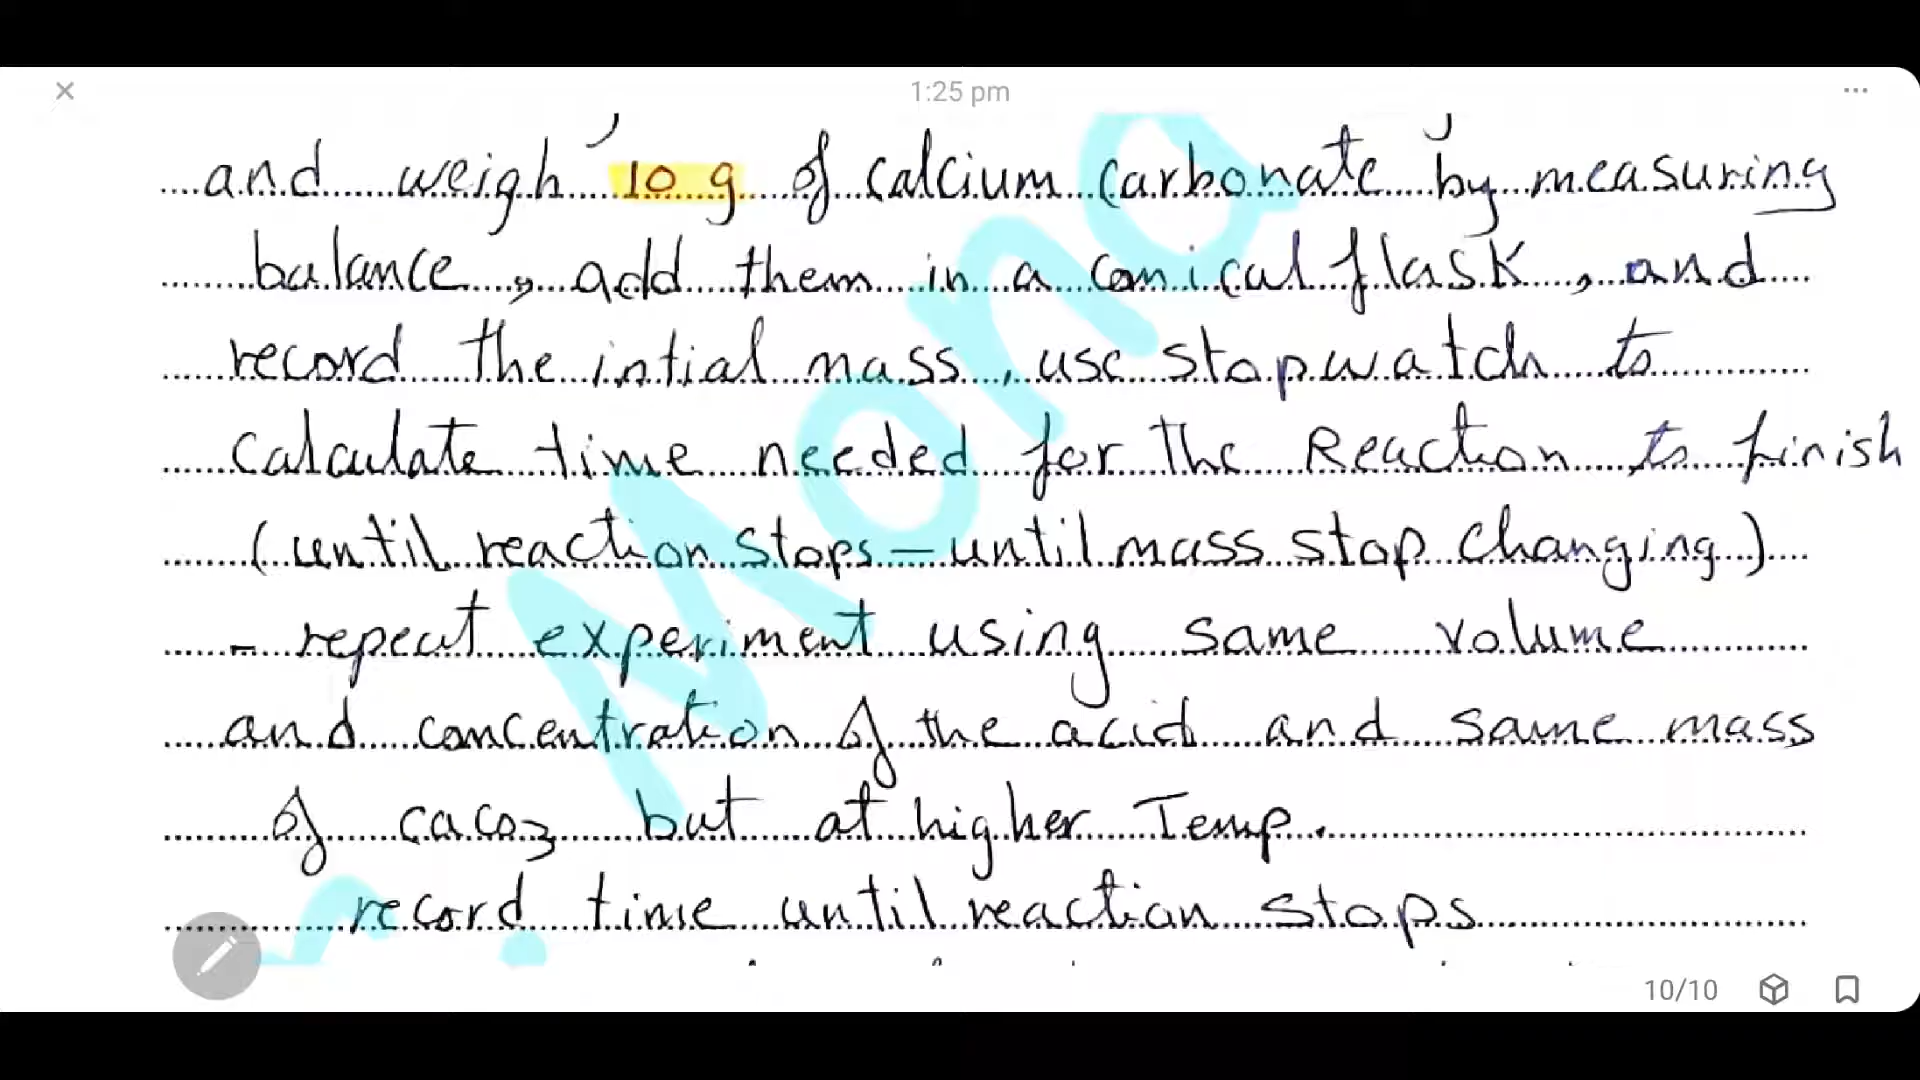 1:25 pm
and weigh 10 g of calcium carbonate by measuring
balance, add them in a conical flask, and
record the intial mass, use stopwatch to
calculate time needed for the Reaction to finish
(until reaction stops – until mass stop changing)
- repeat experiment using same volume
and concentration of the acid and same mass
of caco3 but at higher Temp.
record time until reaction stops
10/10
Mona